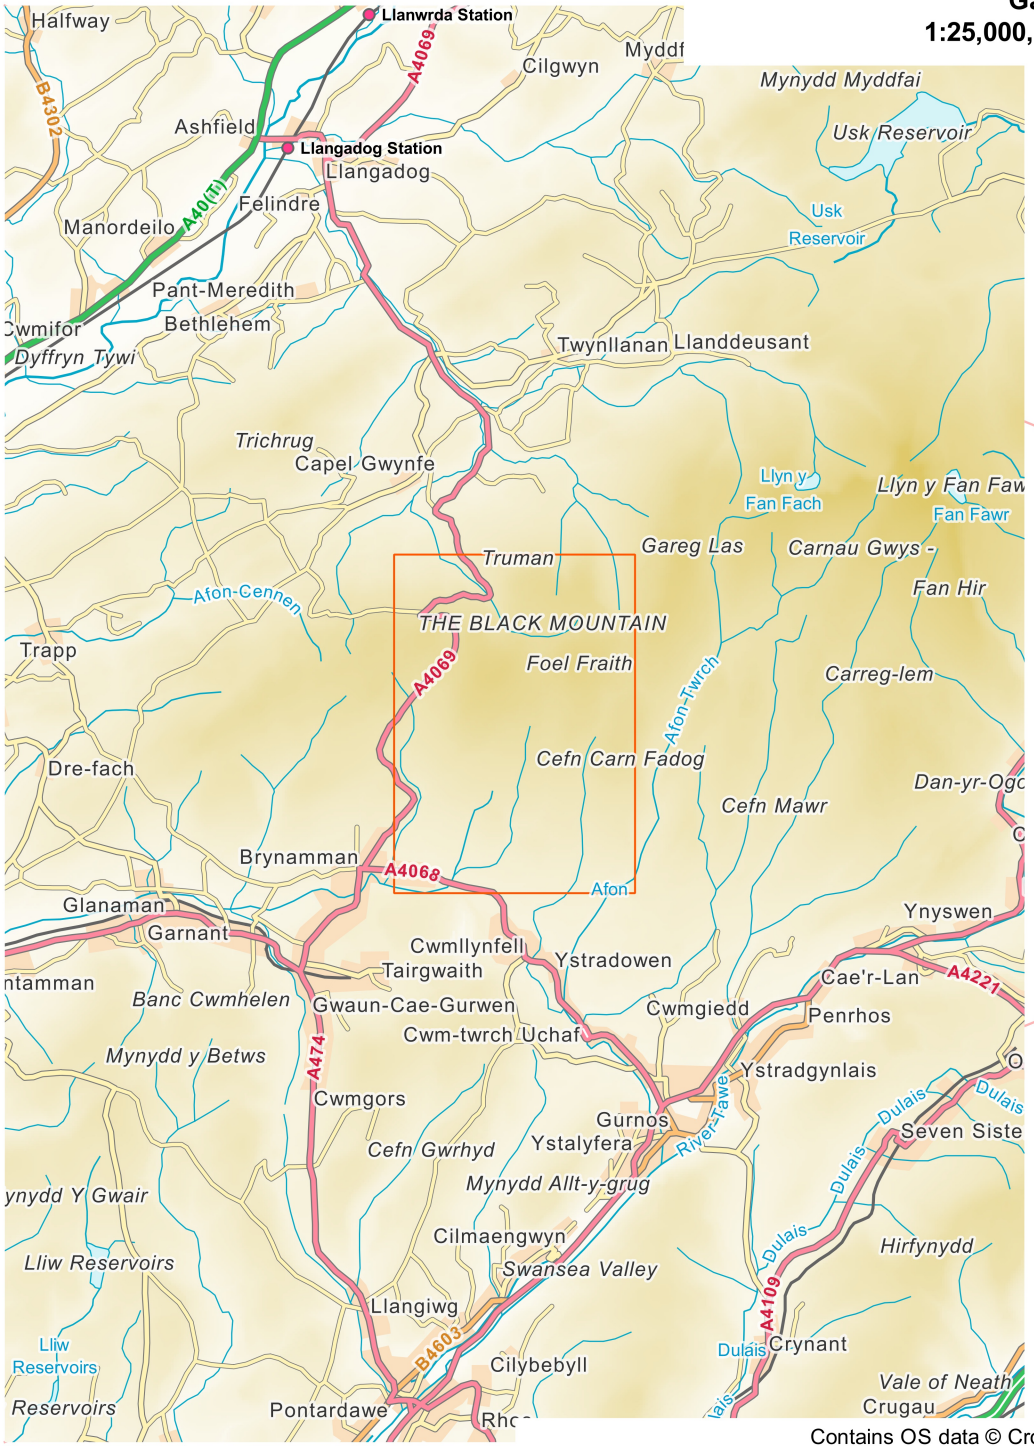 Ga
1:25,000,
Halfway
Llanwrda Station
A4069
Cilgwyn
Myddf
Mynydd Myddfai
B4302
Ashfield
Usk Reservoir
Llangadog Station
Llangadog
A40(T)
Felindre
Manordeilo
Usk
Reservoir
Pant-Meredith
Cwmifor
Bethlehem
Dyffryn Tywi
Twynllanan
Llanddeusant
Trichrug
Capel Gwynfe
Llyn y
Fan Fach
Llyn y Fan Faw
Fan Fawr
Truman
Gareg Las
Carnau Gwys -
Fan Hir
Afon-Cennen
THE BLACK MOUNTAIN
Trapp
Foel Fraith
A4069
Carreg-lem
Afon-Twrch
Dre-fach
Cefn Carn Fadog
Dan-yr-Ogo
Cefn Mawr
C
Brynamman
A4068
Afon
Glanaman
Garnant
Ynyswen
Cwmllynfell
Ystradowen
Tairgwaith
Cae'r-Lan
A4221
ntamman
Banc Cwmhelen
Gwaun-Cae-Gurwen
Cwmgiedd
Penrhos
Cwm-twrch Uchaf
Mynydd y Betws
A474
Ystradgynlais
O
Cwmgors
River-Tawe
Dulais
Dulais
Gurnos
Seven Siste
Cefn Gwrhyd
Ystalyfera
Dulais
Mynydd Allt-y-grug
ynydd Y Gwair
Cilmaengwyn
Dulais
Hirfynydd
Lliw Reservoirs
Swansea Valley
Llangiwg
A4109
B4603
Lliw
Reservoirs
Dulais
Crynant
Cilybebyll
Vale of Neath
Reservoirs
Pontardawe
Crugau
Rhos
lais
Contains OS data © Cro